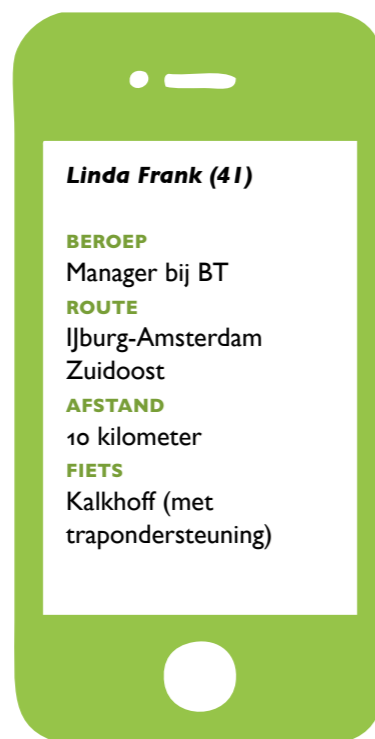 Linda Frank (41)
BEROEP
Manager bij BT
ROUTE
IJburg-Amsterdam
Zuidoost
AFSTAND
10 kilometer
FIETS
Kalkhoff (met
trapondersteuning)